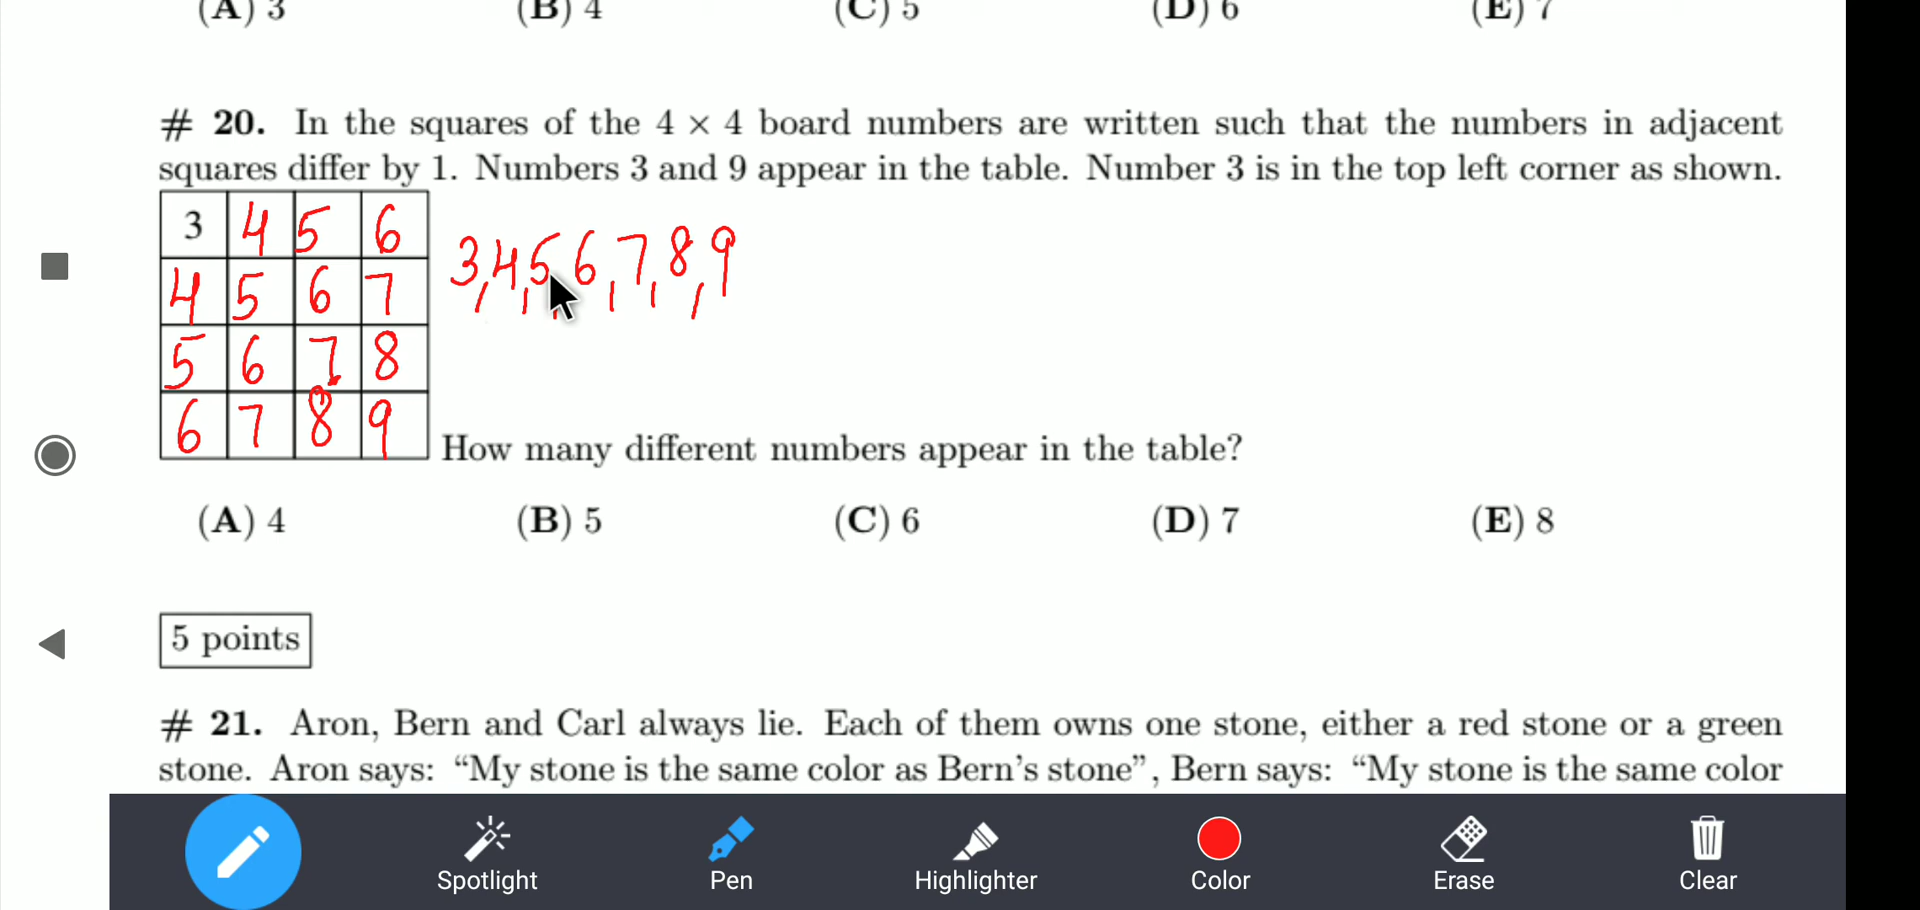 (A) 3 (B) 4 (C) 5 (D) 6 (E) 7
# 20. In the squares of the 4 × 4 board numbers are written such that the numbers in adjacent
squares differ by 1. Numbers 3 and 9 appear in the table. Number 3 is in the top left corner as shown.
3 4 5 6
4 5 6 7
5 6 7 8
6 7 8 9
3,4,5,6,7,8,9
How many different numbers appear in the table?
(A) 4 (B) 5 (C) 6 (D) 7 (E) 8
5 points
# 21. Aron, Bern and Carl always lie. Each of them owns one stone, either a red stone or a green
stone. Aron says: “My stone is the same color as Bern’s stone”, Bern says: “My stone is the same color
Spotlight Pen Highlighter Color Erase Clear